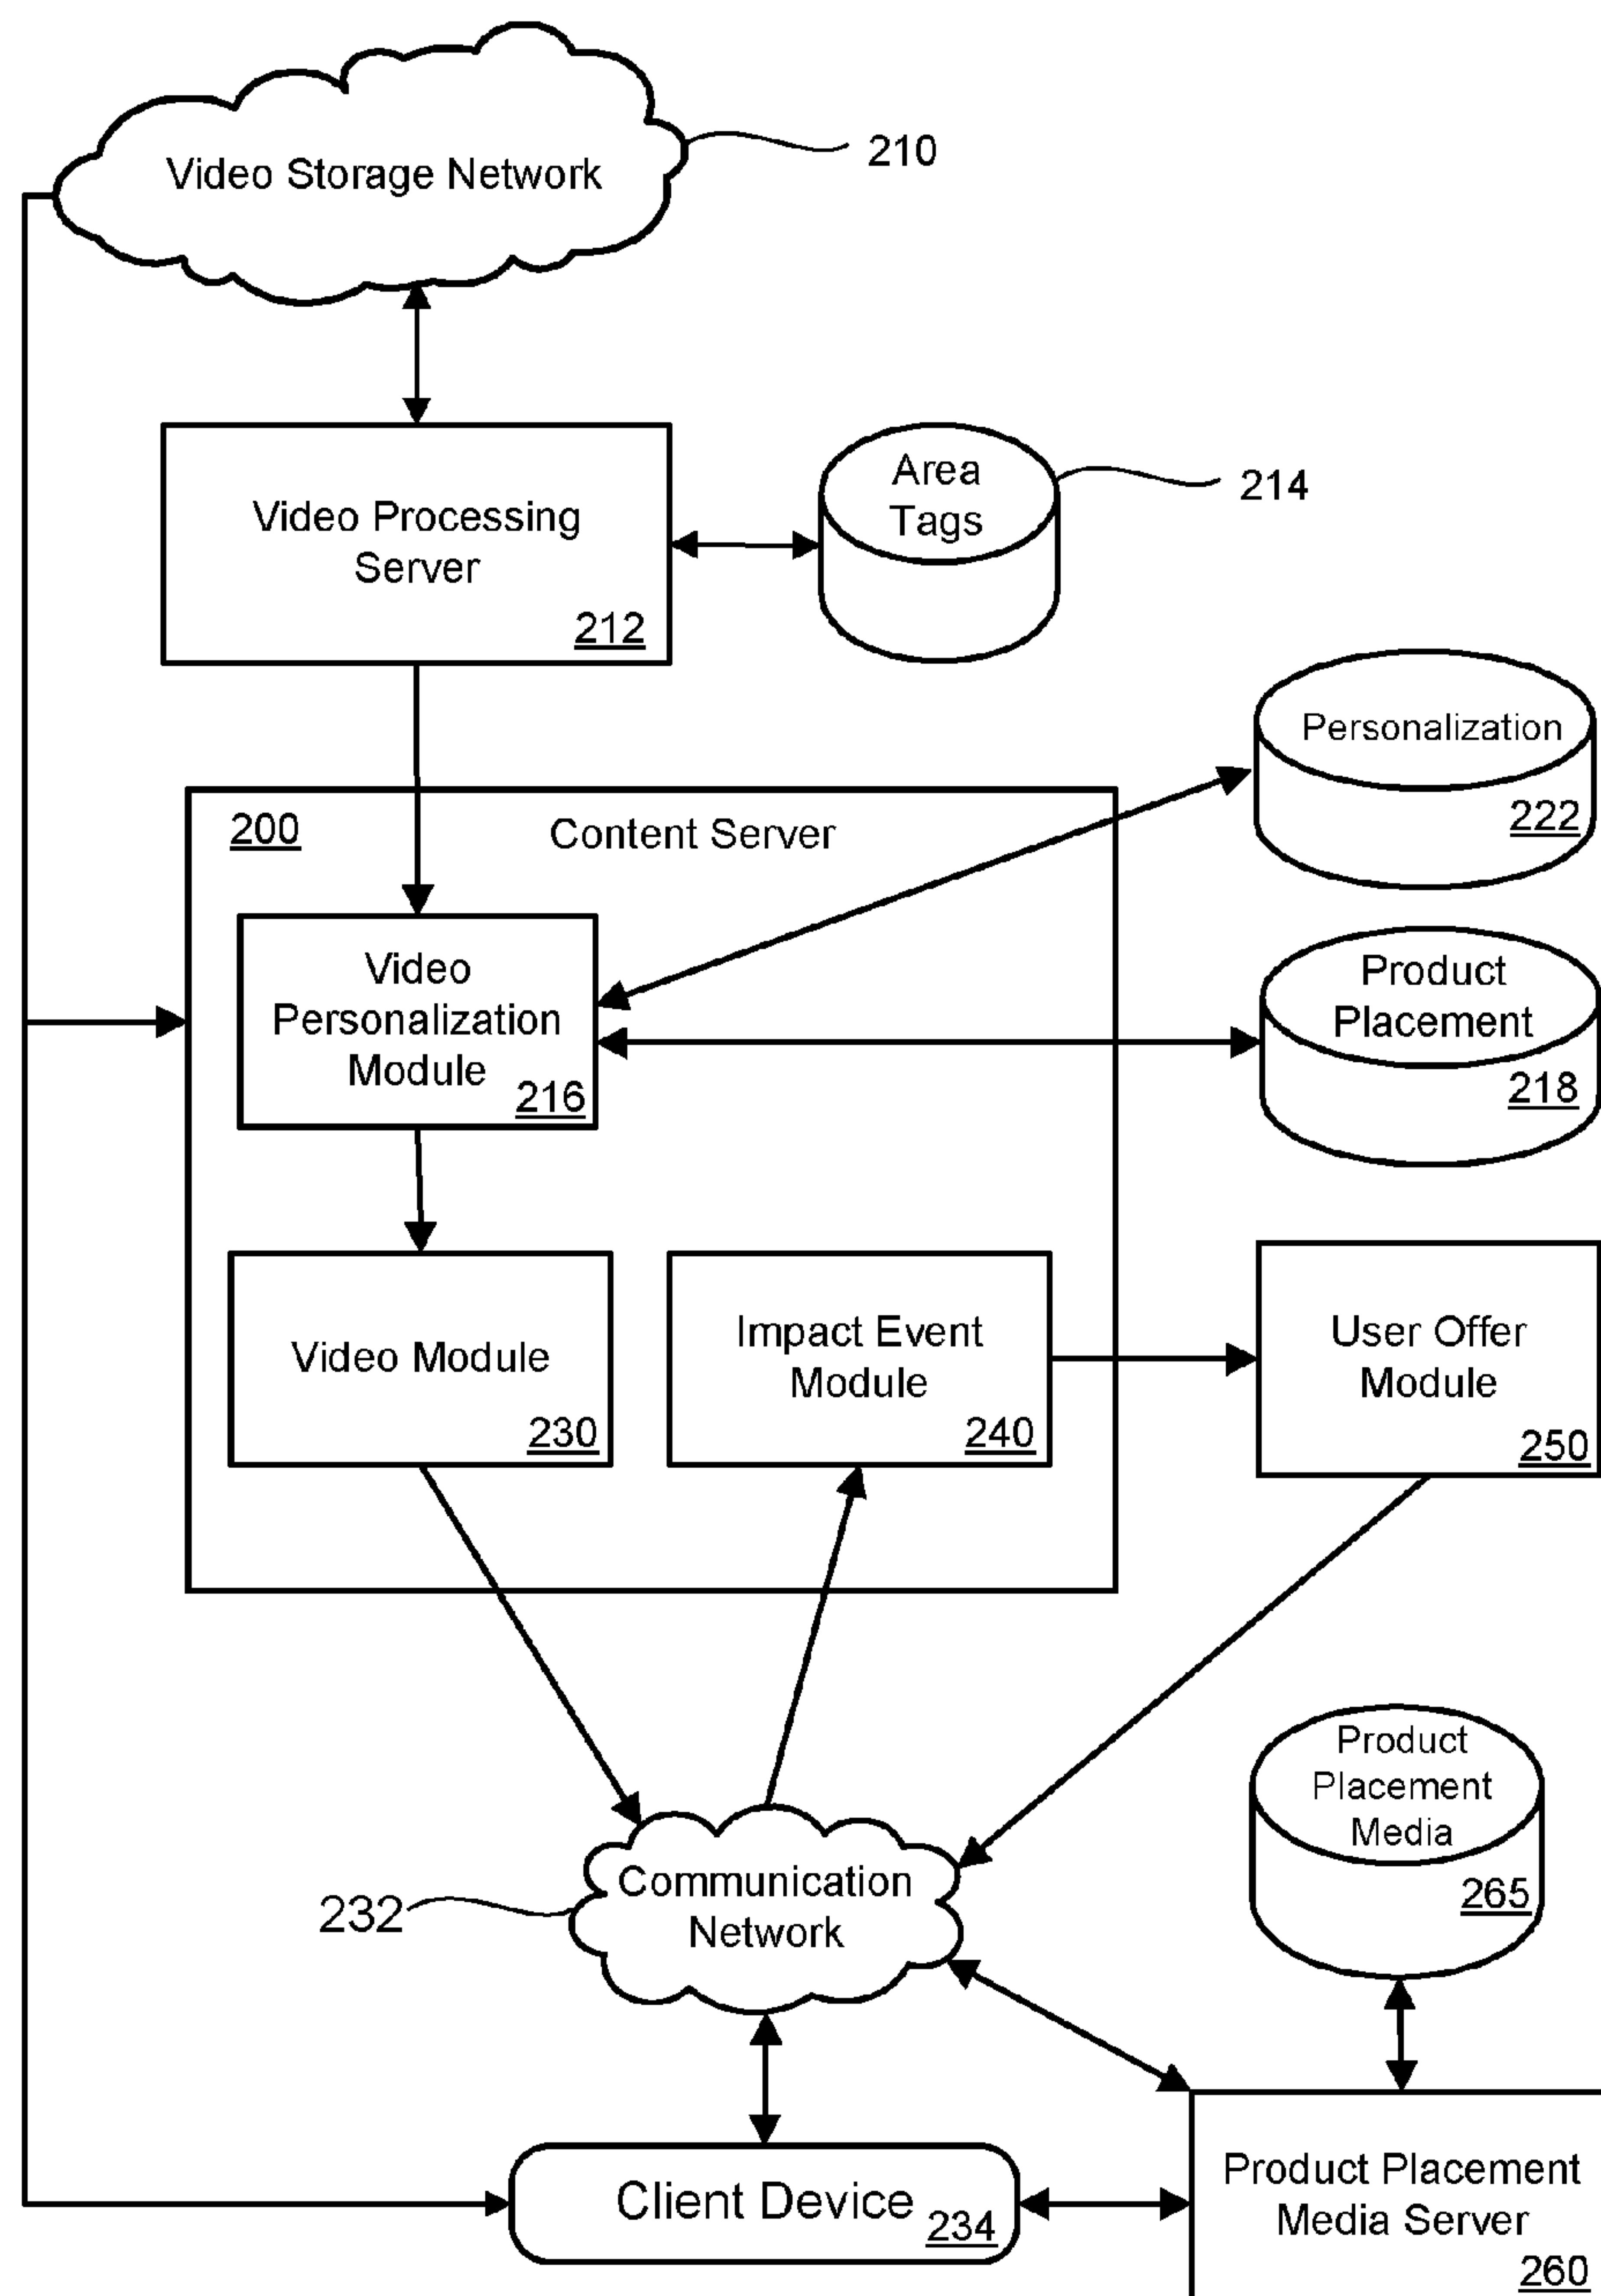 Video Storage Network
210
Video Processing
Server
212
Area
Tags
214
Personalization
222
200
Content Server
Video
Personalization
Module
216
Product
Placement
218
Video Module
230
Impact Event
Module
240
User Offer
Module
250
Product
Placement
Media
265
Communication
Network
232
Client Device
234
Product Placement
Media Server
260